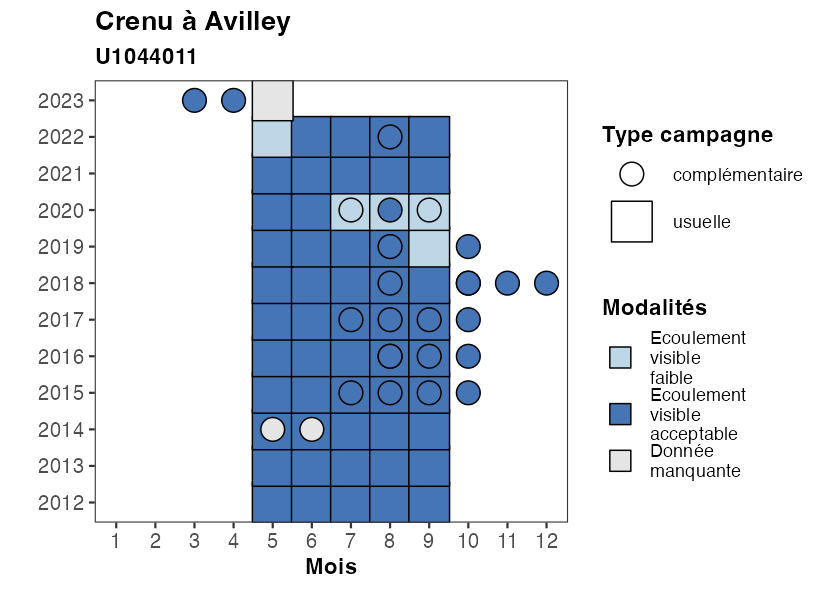 Crenu à Avilley
U1044011
2023
2022
2021
2020
2019
2018
2017
2016
2015
2014
2013
2012
1 2 3 4 5 6 7 8 9 10 11 12
Mois
Type campagne
complémentaire
usuelle
Modalités
Ecoulement
visible
faible
Ecoulement
visible
acceptable
Donnée
manquante